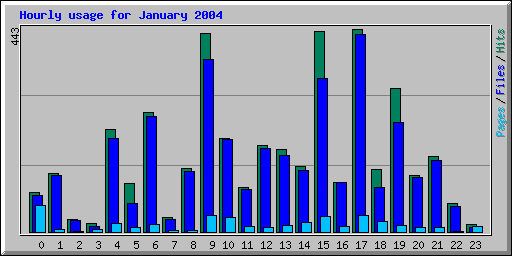 Hourly usage for January 2004
443
Pages / Files / Hits
0 1 2 3 4 5 6 7 8 9 10 11 12 13 14 15 16 17 18 19 20 21 22 23